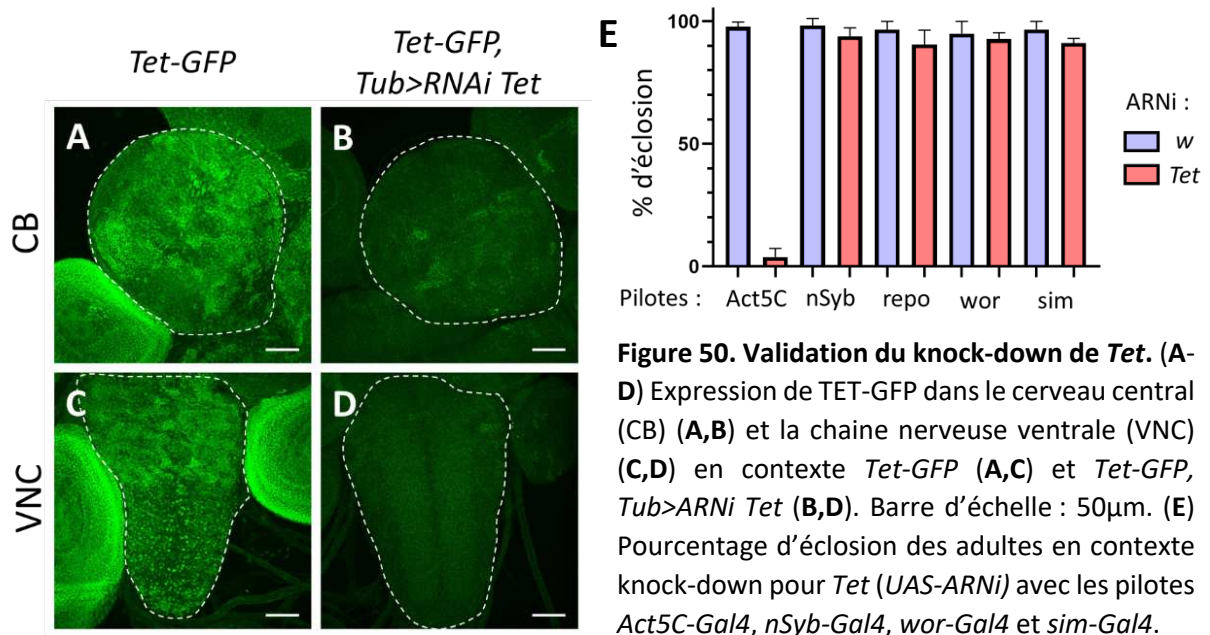 Tet-GFP
Tet-GFP,
Tub>RNAi Tet
A
B
CB
C
D
VNC
E
100
50
0
% d'éclosion
ARNi :
w
Tet
Pilotes : Act5C nSyb repo wor sim
Figure 50. Validation du knock-down de Tet. (A-
D) Expression de TET-GFP dans le cerveau central
(CB) (A,B) et la chaine nerveuse ventrale (VNC)
(C,D) en contexte Tet-GFP (A,C) et Tet-GFP,
Tub>ARNi Tet (B,D). Barre d'échelle : 50µm. (E)
Pourcentage d'éclosion des adultes en contexte
knock-down pour Tet (UAS-ARNi) avec les pilotes
Act5C-Gal4, nSyb-Gal4, wor-Gal4 et sim-Gal4.